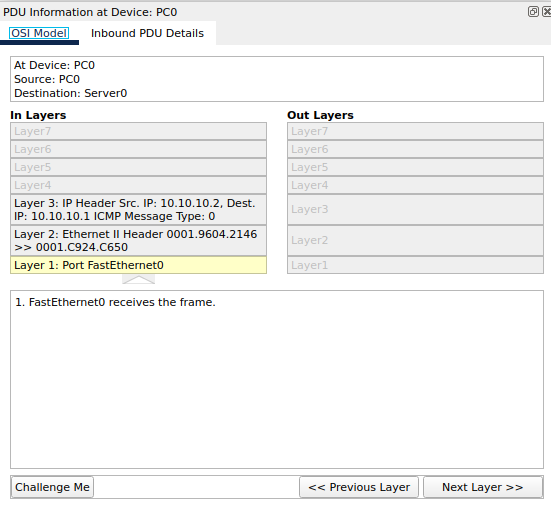 PDU Information at Device: PC0
OSI Model
Inbound PDU Details
At Device: PC0
Source: PC0
Destination: Server0
In Layers
Layer7
Layer6
Layer5
Layer4
Layer 3: IP Header Src. IP: 10.10.10.2, Dest.
IP: 10.10.10.1 ICMP Message Type: 0
Layer 2: Ethernet II Header 0001.9604.2146
>> 0001.C924.C650
Layer 1: Port FastEthernet0
Out Layers
Layer7
Layer6
Layer5
Layer4
Layer3
Layer2
Layer1
1. FastEthernet0 receives the frame.
Challenge Me
<< Previous Layer
Next Layer >>